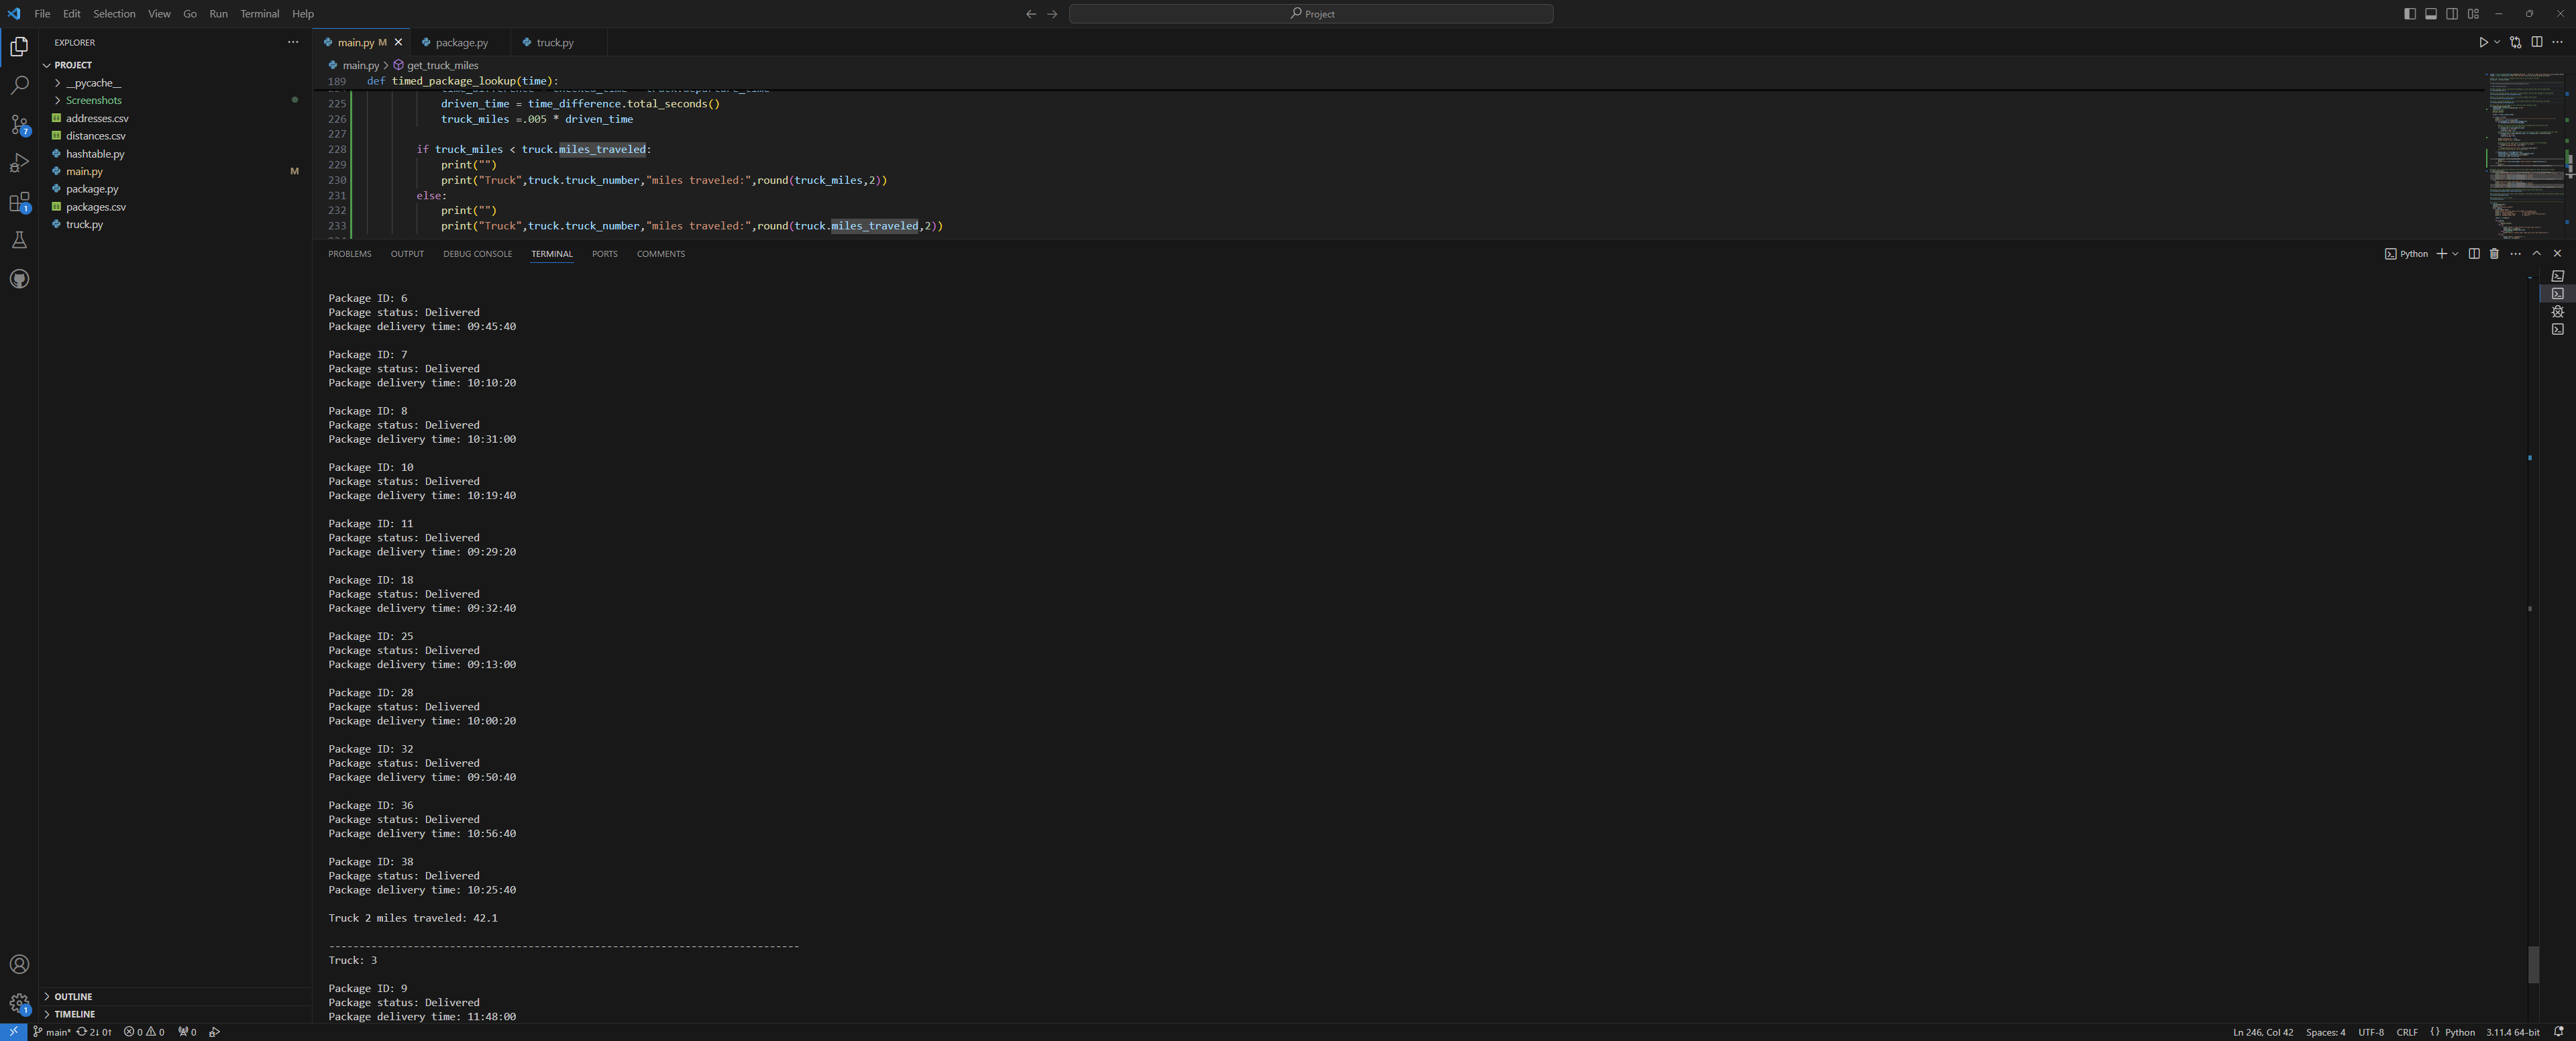 File Edit Selection View Go Run Terminal Help
Project
EXPLORER
PROJECT
__pycache__
Screenshots
addresses.csv
distances.csv
hashtable.py
main.py M
package.py
packages.csv
truck.py
OUTLINE
TIMELINE
7
1
1
main.py M package.py truck.py
main.py > get_truck_miles
189 def timed_package_lookup(time):
225 driven_time = time_difference.total_seconds()
226 truck_miles =.005 * driven_time
227
228 if truck_miles < truck.miles_traveled:
229 print("")
230 print("Truck",truck.truck_number,"miles traveled:",round(truck_miles,2))
231 else:
232 print("")
233 print("Truck",truck.truck_number,"miles traveled:",round(truck.miles_traveled,2))
PROBLEMS OUTPUT DEBUG CONSOLE TERMINAL PORTS COMMENTS
Python
Package ID: 6
Package status: Delivered
Package delivery time: 09:45:40
Package ID: 7
Package status: Delivered
Package delivery time: 10:10:20
Package ID: 8
Package status: Delivered
Package delivery time: 10:31:00
Package ID: 10
Package status: Delivered
Package delivery time: 10:19:40
Package ID: 11
Package status: Delivered
Package delivery time: 09:29:20
Package ID: 18
Package status: Delivered
Package delivery time: 09:32:40
Package ID: 25
Package status: Delivered
Package delivery time: 09:13:00
Package ID: 28
Package status: Delivered
Package delivery time: 10:00:20
Package ID: 32
Package status: Delivered
Package delivery time: 09:50:40
Package ID: 36
Package status: Delivered
Package delivery time: 10:56:40
Package ID: 38
Package status: Delivered
Package delivery time: 10:25:40
Truck 2 miles traveled: 42.1
------------------------------------------------------------------------------
Truck: 3
Package ID: 9
Package status: Delivered
Package delivery time: 11:48:00
main* 2↓ 0↑ 0 0 0
Ln 246, Col 42 Spaces: 4 UTF-8 CRLF {} Python 3.11.4 64-bit